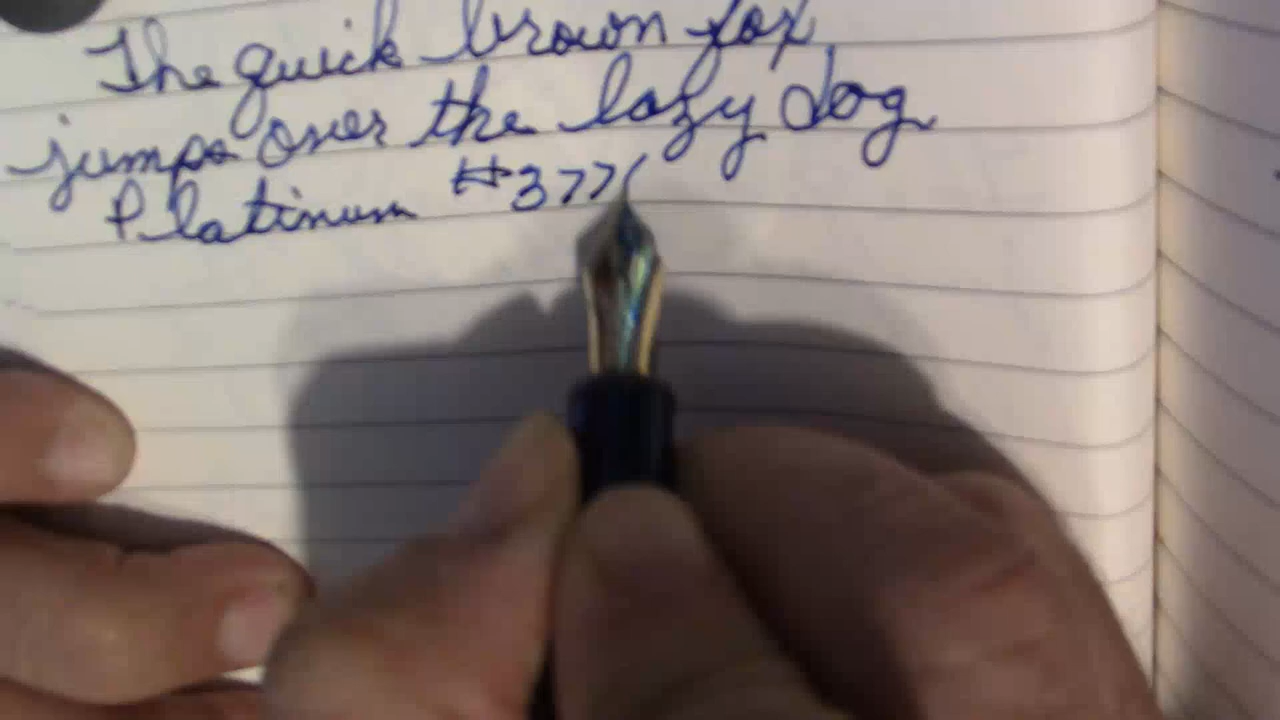 The quick brown fox
jumps over the lazy dog
Platinum #377